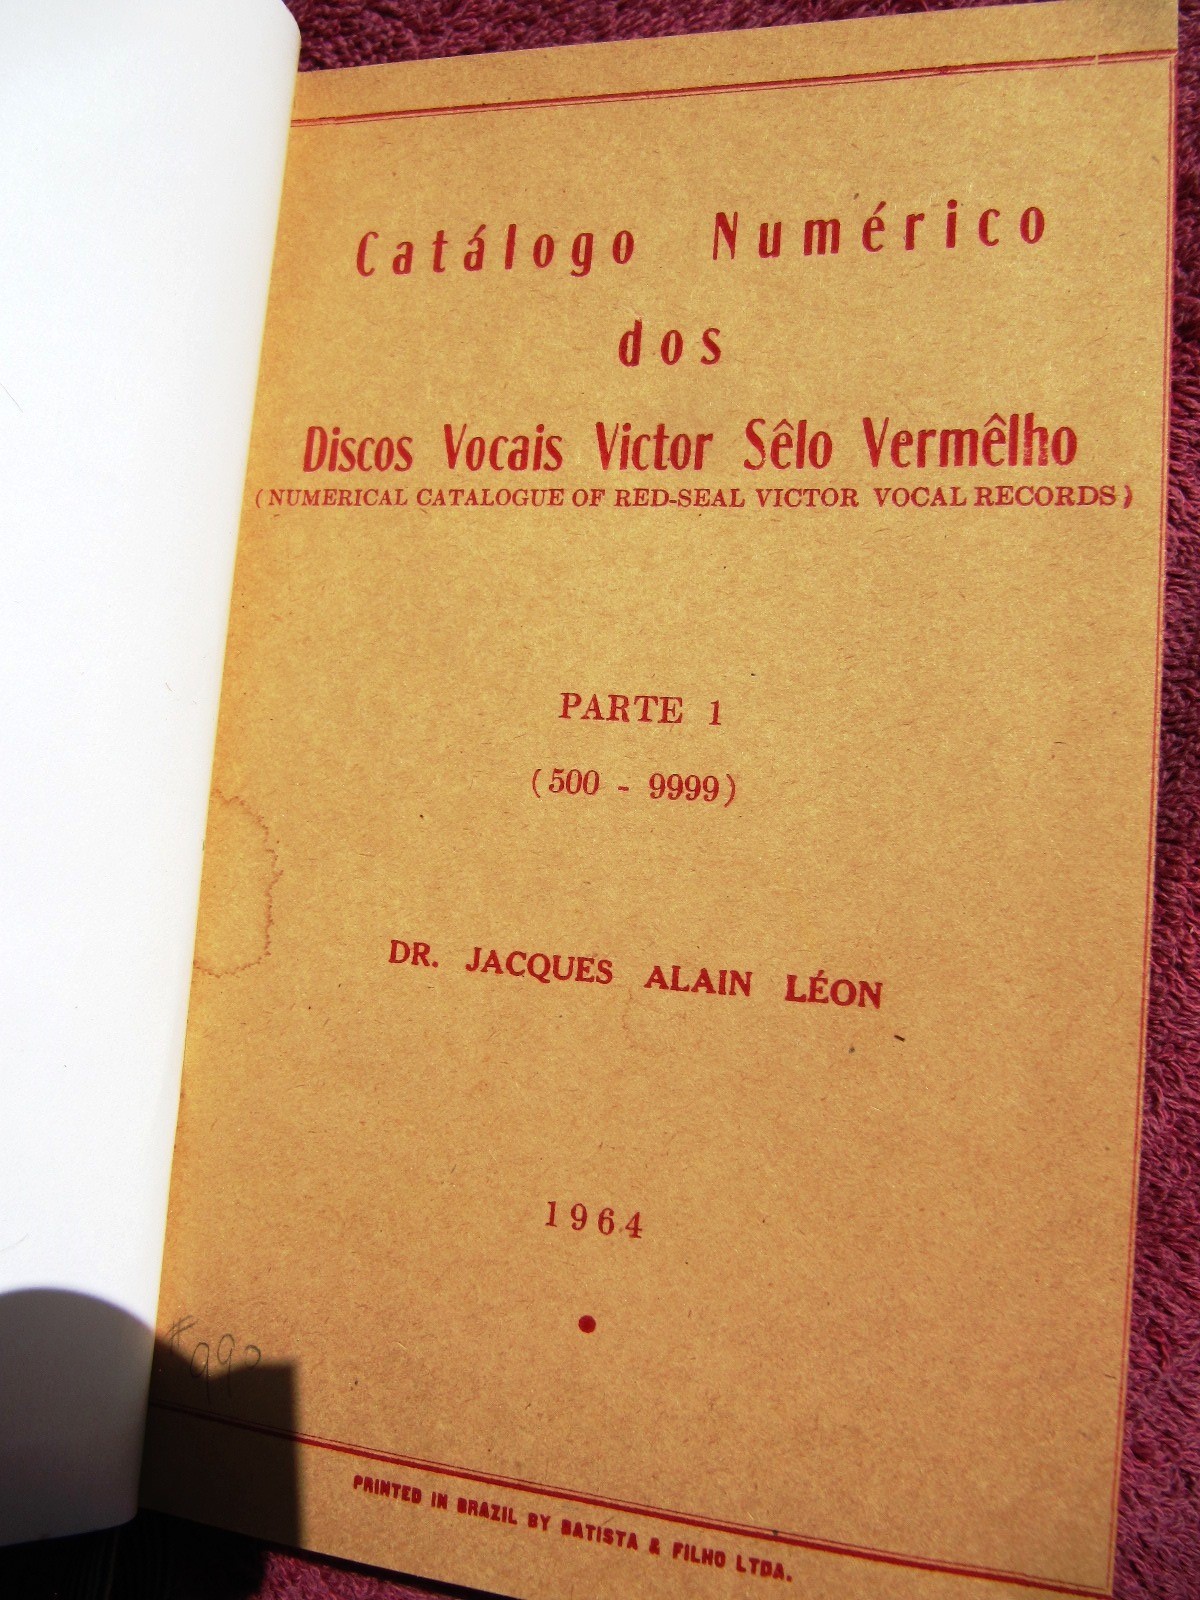 Catálogo Numérico
dos
Discos Vocais Victor Sêlo Vermêlho
(NUMERICAL CATALOGUE OF RED-SEAL VICTOR VOCAL RECORDS)
PARTE 1
(500 - 9999)
DR. JACQUES ALAIN LÉON
1964
#990
PRINTED IN BRAZIL BY BATISTA & FILHO LTDA.